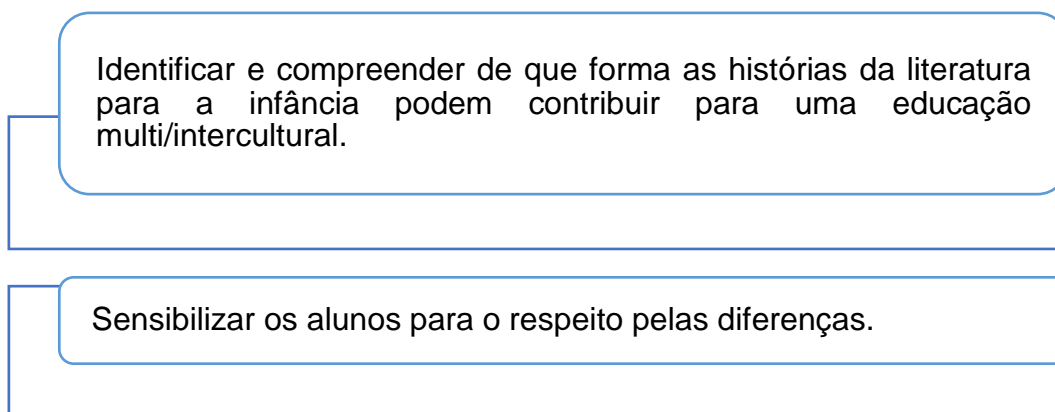 Identificar e compreender de que forma as histórias da literatura
para a infância podem contribuir para uma educação
multi/intercultural.
Sensibilizar os alunos para o respeito pelas diferenças.